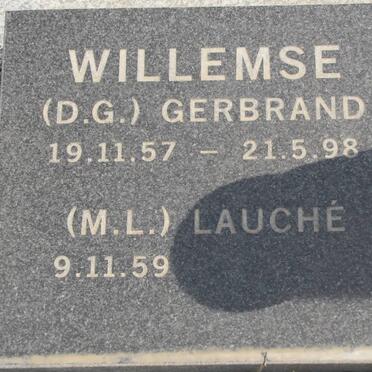 WILLEMSE
(D.G.) GERBRAND
19.11.57 – 21.5.98
(M.L.) LAUCHÉ
9.11.59